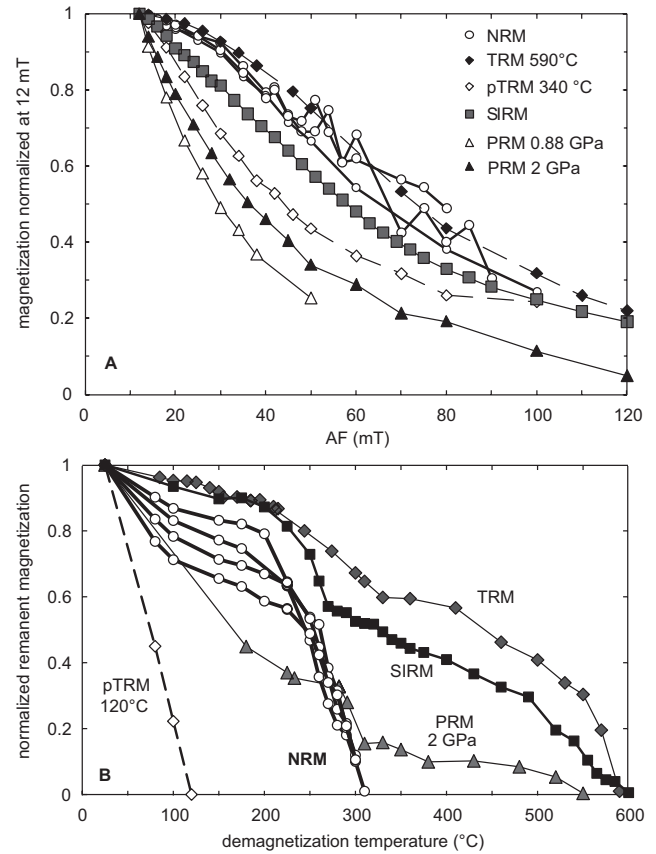 1
0.8
0.6
0.4
0.2
0
magnetization normalized at 12 mT
NRM
TRM 590°C
pTRM 340 °C
SIRM
PRM 0.88 GPa
PRM 2 GPa
A
0 20 40 60 80 100 120
AF (mT)
1
0.8
0.6
0.4
0.2
0
normalized remanent magnetization
TRM
SIRM
pTRM
120°C
PRM
2 GPa
NRM
B
0 100 200 300 400 500 600
demagnetization temperature (°C)